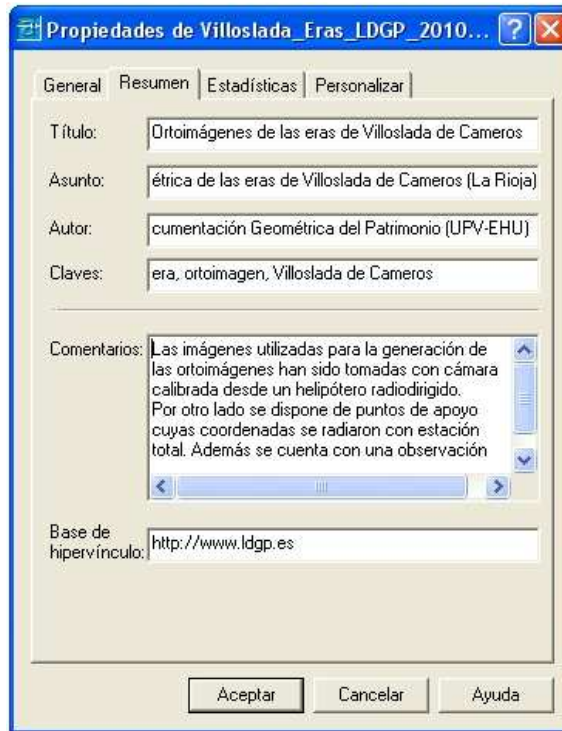 Propiedades de Villoslada_Eras_LDGP_2010...
General Resumen Estadísticas Personalizar
Título: Ortoimágenes de las eras de Villoslada de Cameros
Asunto: étrica de las eras de Villoslada de Cameros (La Rioja)
Autor: cumentación Geométrica del Patrimonio (UPV-EHU)
Claves: era, ortoimagen, Villoslada de Cameros
Comentarios: Las imágenes utilizadas para la generación de
las ortoimágenes han sido tomadas con cámara
calibrada desde un helipótero radiodirigido.
Por otro lado se dispone de puntos de apoyo
cuyas coordenadas se radiaron con estación
total. Además se cuenta con una observación
Base de
hipervínculo: http://www.ldgp.es
Aceptar Cancelar Ayuda